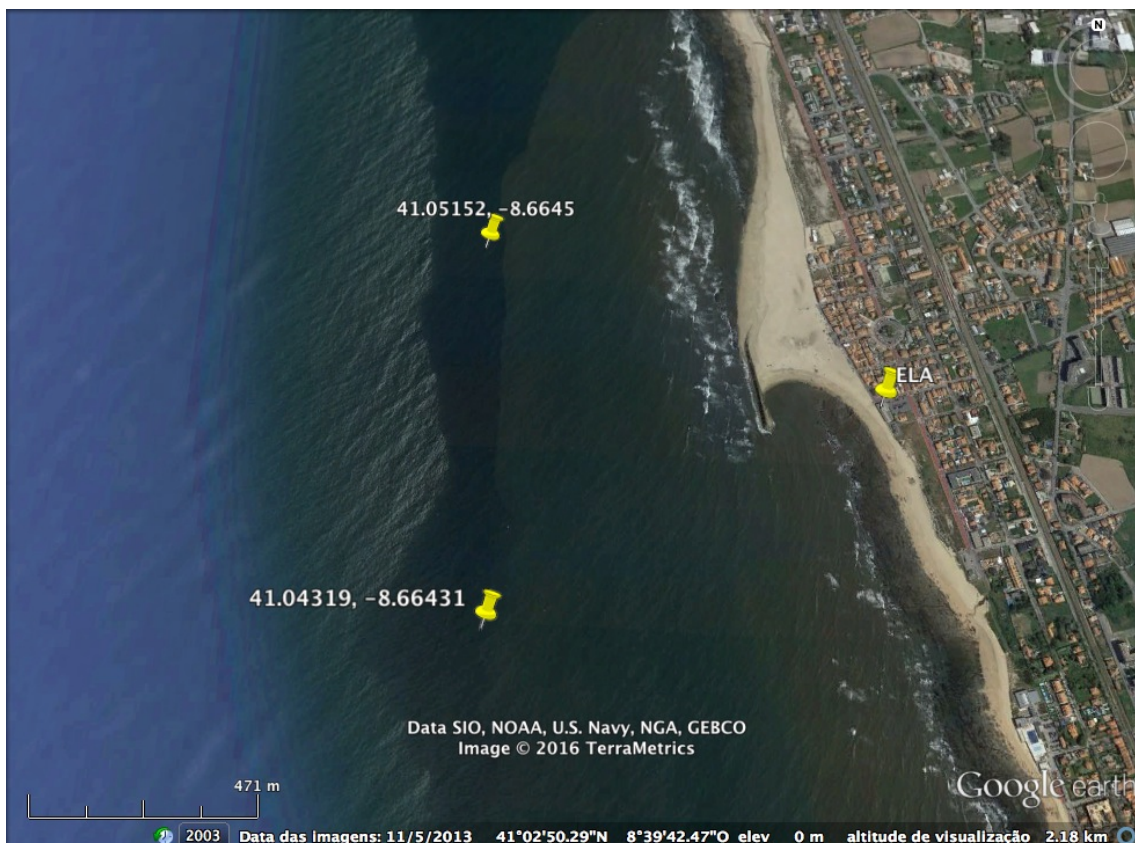 N
41.05152, -8.6645
ELA
41.04319, -8.66431
Data SIO, NOAA, U.S. Navy, NGA, GEBCO
Image © 2016 TerraMetrics
471 m
Google earth
2003 Data das imagens: 11/5/2013 41°02'50.29"N 8°39'42.47"O elev 0 m altitude de visualização 2.18 km